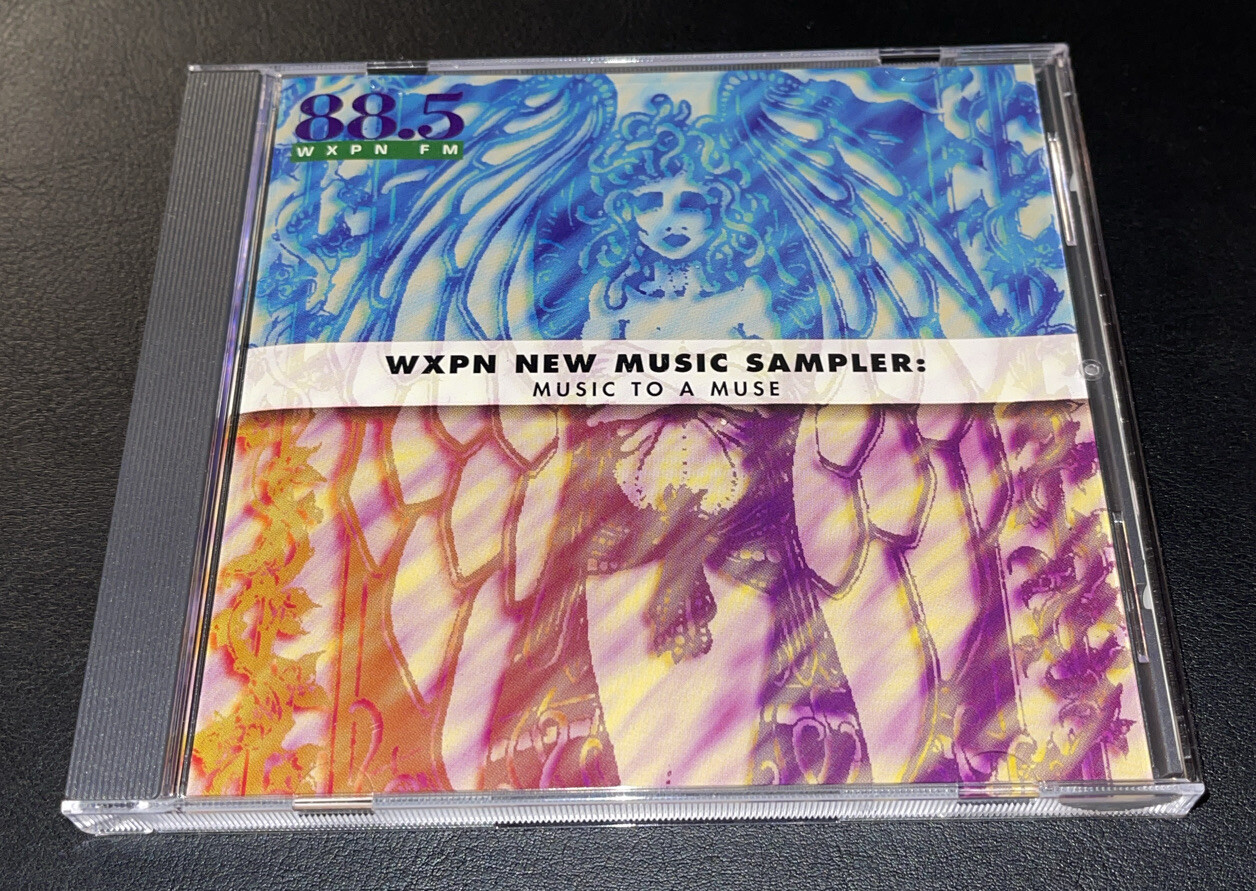 88.5
WXPN FM
WXPN NEW MUSIC SAMPLER:
MUSIC TO A MUSE